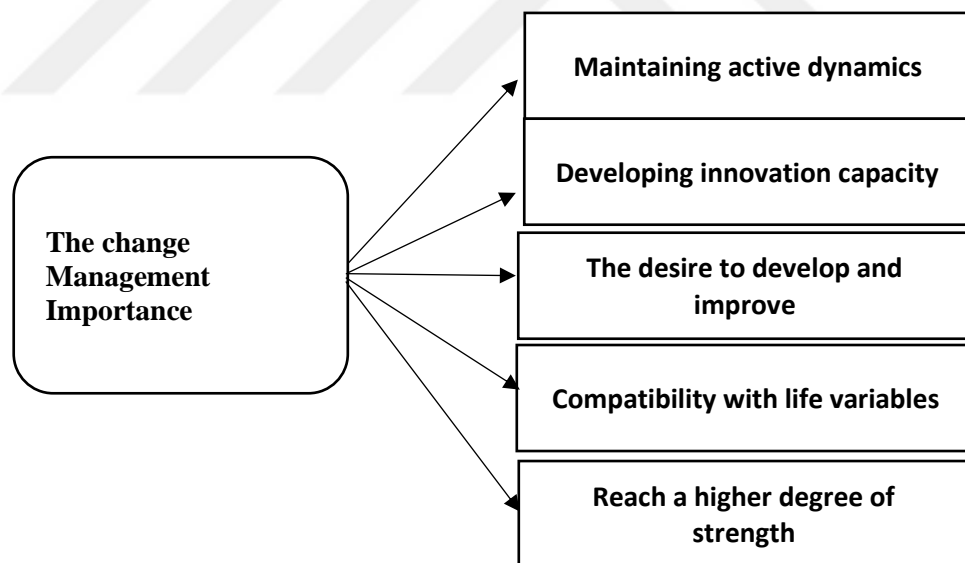 The change
Management
Importance
Maintaining active dynamics
Developing innovation capacity
The desire to develop and
improve
Compatibility with life variables
Reach a higher degree of
strength